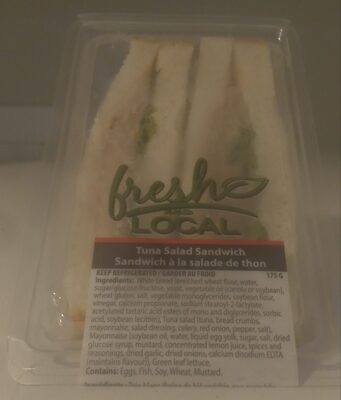 fresh
LOCAL
Tuna Salad Sandwich
Sandwich à la salade de thon
KEEP REFRIGERATED / GARDER AU FROID 175 G
Ingredients: White bread (enriched wheat flour, water,
sugar/glucose-fructose, yeast, vegetable oil (canola or soybean),
wheat gluten, salt, vegetable monoglycerides, soybean flour,
vinegar, calcium propionate, sodium stearoyl-2-lactylate,
acetylated tartaric acid esters of mono and diglycerides, sorbic
acid, soybean lecithin), Tuna salad (tuna, bread crumbs,
mayonnaise, salad dressing, celery, red onion, pepper, salt),
Mayonnaise (soybean oil, water, liquid egg yolk, sugar, salt, dried
glucose syrup, mustard, concentrated lemon juice, spices and
seasonings, dried garlic, dried onions, calcium disodium EDTA
(maintains flavour)), Green leaf lettuce.
Contains: Eggs, Fish, Soy, Wheat, Mustard.